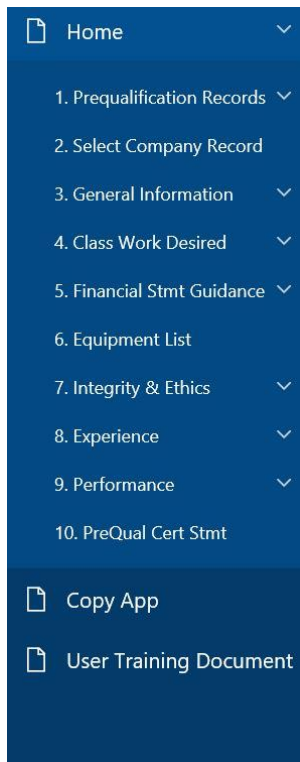 Home
1. Prequalification Records
2. Select Company Record
3. General Information
4. Class Work Desired
5. Financial Stmt Guidance
6. Equipment List
7. Integrity & Ethics
8. Experience
9. Performance
10. PreQual Cert Stmt
Copy App
User Training Document